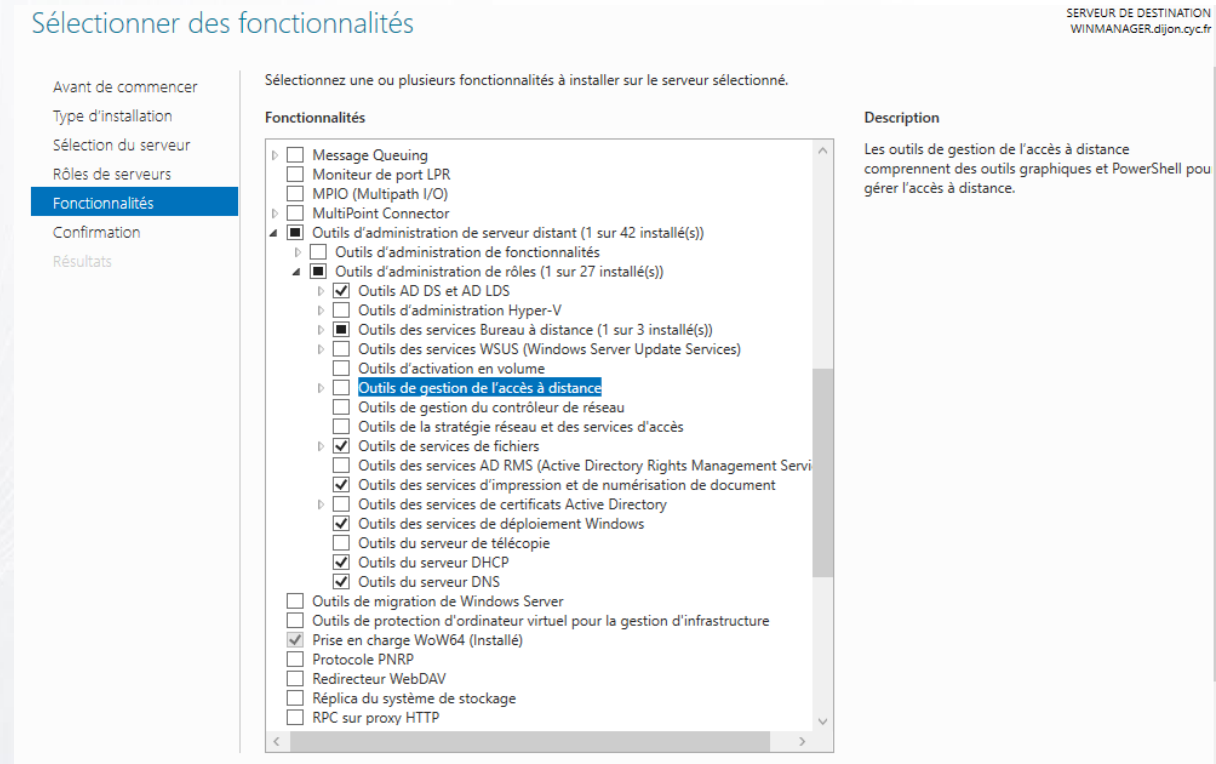 Sélectionner des fonctionnalités
SERVEUR DE DESTINATION
WINMANAGER.dijon.cyc.fr
Avant de commencer
Type d'installation
Sélection du serveur
Rôles de serveurs
Fonctionnalités
Confirmation
Résultats
Sélectionnez une ou plusieurs fonctionnalités à installer sur le serveur sélectionné.
Fonctionnalités
Message Queuing
Moniteur de port LPR
MPIO (Multipath I/O)
MultiPoint Connector
Outils d'administration de serveur distant (1 sur 42 installé(s))
Outils d'administration de fonctionnalités
Outils d'administration de rôles (1 sur 27 installé(s))
Outils AD DS et AD LDS
Outils d'administration Hyper-V
Outils des services Bureau à distance (1 sur 3 installé(s))
Outils des services WSUS (Windows Server Update Services)
Outils d'activation en volume
Outils de gestion de l'accès à distance
Outils de gestion du contrôleur de réseau
Outils de la stratégie réseau et des services d'accès
Outils de services de fichiers
Outils des services AD RMS (Active Directory Rights Management Servi
Outils des services d'impression et de numérisation de document
Outils des services de certificats Active Directory
Outils des services de déploiement Windows
Outils du serveur de télécopie
Outils du serveur DHCP
Outils du serveur DNS
Outils de migration de Windows Server
Outils de protection d'ordinateur virtuel pour la gestion d'infrastructure
Prise en charge WoW64 (Installé)
Protocole PNRP
Redirecteur WebDAV
Réplica du système de stockage
RPC sur proxy HTTP
Description
Les outils de gestion de l'accès à distance
comprennent des outils graphiques et PowerShell pou
gérer l'accès à distance.